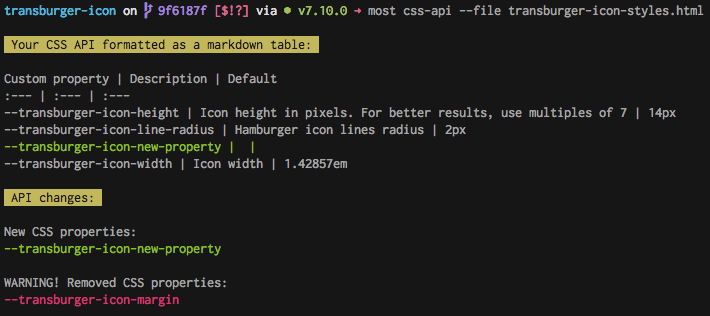 transburger-icon on 9f6187f [$!?] via ● v7.10.0 → most css-api --file transburger-icon-styles.html
Your CSS API formatted as a markdown table:
Custom property | Description | Default
:--- | :--- | :---
--transburger-icon-height | Icon height in pixels. For better results, use multiples of 7 | 14px
--transburger-icon-line-radius | Hamburger icon lines radius | 2px
--transburger-icon-new-property |  |
--transburger-icon-width | Icon width | 1.42857em
API changes:
New CSS properties:
--transburger-icon-new-property
WARNING! Removed CSS properties:
--transburger-icon-margin